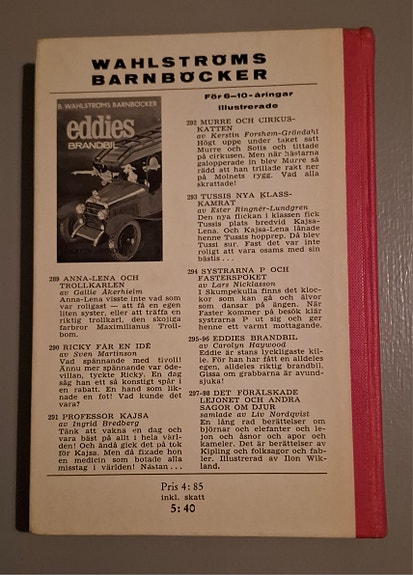 WAHLSTRÖMS
BARNBÖCKER
B. WAHLSTRÖMS BARNBÖCKER
eddies
BRANDBIL
För 6–10-åringar
illustrerade
292 MURRE OCH CIRKUS-
KATTEN
av Kerstin Forshem-Gröndahl
Högt uppe under taket satt
Murre och Sotis och tittade
på cirkusen. Men när hästarna
galopperade in blev Murre så
rädd att han trillade rakt ner
på Molnets rygg. Vad alla
skrattade!
293 TUSSIS NYA KLASS-
KAMRAT
av Ester Ringnér-Lundgren
Den nya flickan i klassen fick
Tussis plats bredvid Kajsa-
Lena. Och Kajsa-Lena lånade
henne Tussis hopprep. Då blev
Tussi sur. Fast det var inte
roligt att vara osams med sin
bästis ...
294 SYSTRARNA P OCH
FASTERSPÖKET
av Lars Nicklasson
I Skumpekulla finns det kloc-
kor som kan gå och älvor
som dansar på ängen. När
Faster kommer på besök klär
systrarna P ut sig och ger
henne ett varmt mottagande.
295-96 EDDIES BRANDBIL
av Carolyn Haywood
Eddie är stans lyckligaste kil-
le. För han har fått en alldeles
egen, alldeles riktig brandbil.
Gissa om grabbarna är avund-
sjuka!
297-98 DET FÖRÄLSKADE
LEJONET OCH ANDRA
SAGOR OM DJUR
samlade av Liv Nordqvist
En lång rad berättelser om
björnar och elefanter och le-
jon och åsnor och apor och
kameler. Det är berättelser av
Kipling och folksagor och fab-
ler. Illustrerad av Ilon Wik-
land.
289 ANNA-LENA OCH
TROLLKARLEN
av Gallie Åkerhielm
Anna-Lena visste inte vad som
var roligast — att få en egen
liten syster, eller att träffa en
riktig trollkarl, den skojiga
farbror Maximilianus Troll-
bom.
290 RICKY FÅR EN IDÉ
av Sven Martinson
Vad spännande med tivoli!
Ännu mer spännande var öde-
villan, tyckte Ricky. En dag
såg han ett så konstigt spår i
en rabatt. En hand som lik-
nade en fot! Vad kunde det
vara?
291 PROFESSOR KAJSA
av Ingrid Bredberg
Tänk att vakna en dag och
vara bäst på allt i hela värl-
den! Och ändå gick det på tok
för Kajsa. Men då fixade hon
en medicin som botade alla
misstag i världen! Nästan ...
Pris 4: 85
inkl. skatt
5: 40